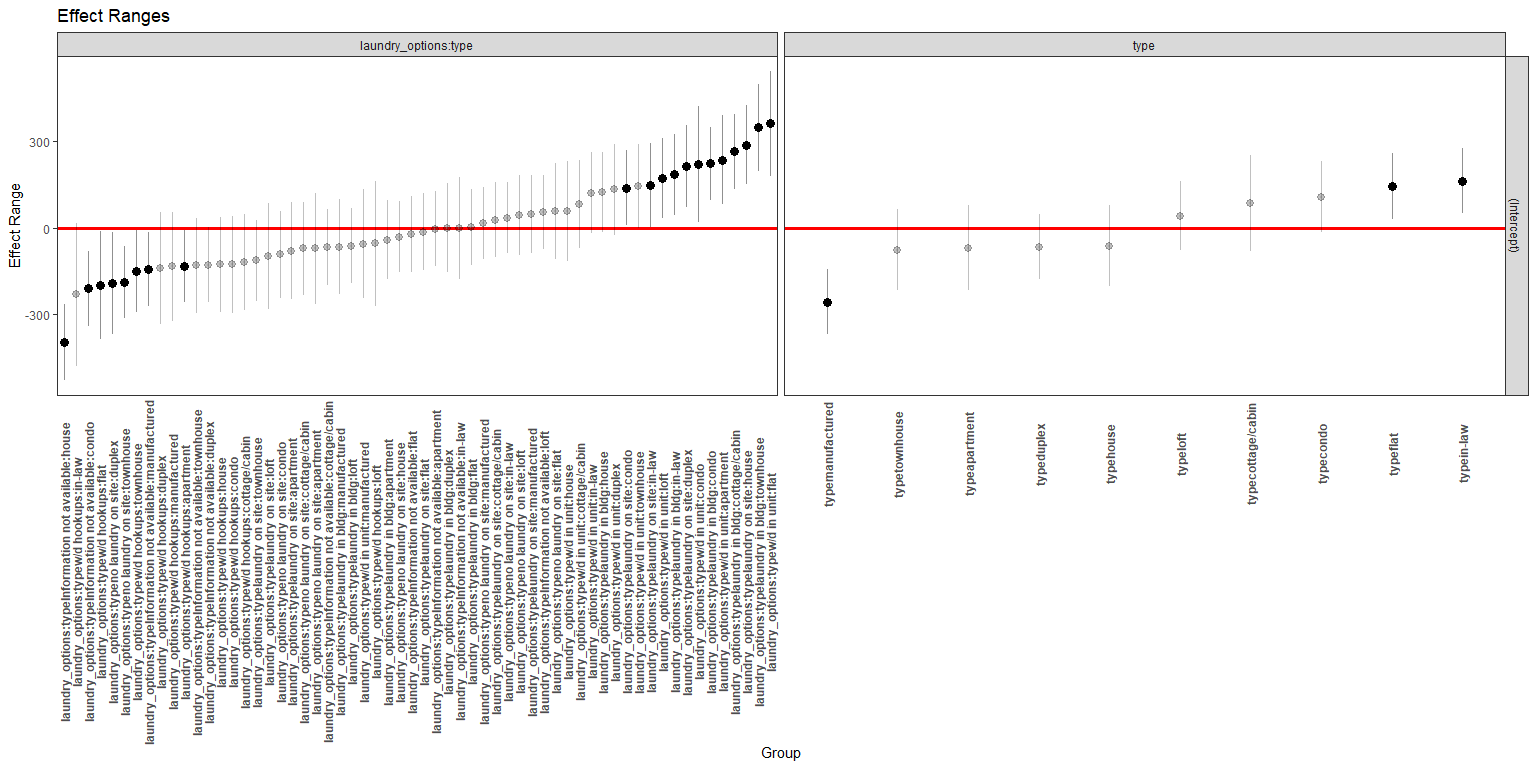 Effect Ranges
laundry_options:type
type
300
0
-300
Effect Range
(Intercept)
laundry_options:typeInformation not available:house
laundry_options:typew/d hookups:in-law
laundry_options:typeInformation not available:condo
laundry_options:typew/d hookups:flat
laundry_options:typeno laundry on site:duplex
laundry_options:typeno laundry on site:townhouse
laundry_options:typew/d hookups:townhouse
laundry_options:typeInformation not available:manufactured
laundry_options:typew/d hookups:duplex
laundry_options:typew/d hookups:manufactured
laundry_options:typew/d hookups:apartment
laundry_options:typeInformation not available:townhouse
laundry_options:typeInformation not available:duplex
laundry_options:typew/d hookups:house
laundry_options:typew/d hookups:condo
laundry_options:typew/d hookups:cottage/cabin
laundry_options:typelaundry on site:townhouse
laundry_options:typelaundry on site:loft
laundry_options:typeno laundry on site:condo
laundry_options:typelaundry on site:apartment
laundry_options:typeno laundry on site:cottage/cabin
laundry_options:typeno laundry on site:apartment
laundry_options:typeInformation not available:cottage/cabin
laundry_options:typelaundry in bldg:manufactured
laundry_options:typelaundry in bldg:loft
laundry_options:typew/d in unit:manufactured
laundry_options:typew/d hookups:loft
laundry_options:typelaundry in bldg:apartment
laundry_options:typeno laundry on site:house
laundry_options:typeInformation not available:flat
laundry_options:typelaundry on site:flat
laundry_options:typeInformation not available:apartment
laundry_options:typelaundry in bldg:duplex
laundry_options:typeInformation not available:in-law
laundry_options:typelaundry in bldg:flat
laundry_options:typeno laundry on site:manufactured
laundry_options:typelaundry on site:cottage/cabin
laundry_options:typeno laundry on site:in-law
laundry_options:typeno laundry on site:loft
laundry_options:typelaundry on site:manufactured
laundry_options:typeInformation not available:loft
laundry_options:typeno laundry on site:flat
laundry_options:typew/d in unit:house
laundry_options:typew/d in unit:cottage/cabin
laundry_options:typew/d in unit:in-law
laundry_options:typelaundry in bldg:house
laundry_options:typew/d in unit:duplex
laundry_options:typelaundry on site:condo
laundry_options:typew/d in unit:townhouse
laundry_options:typelaundry on site:in-law
laundry_options:typew/d in unit:loft
laundry_options:typelaundry in bldg:in-law
laundry_options:typelaundry on site:duplex
laundry_options:typew/d in unit:condo
laundry_options:typelaundry in bldg:condo
laundry_options:typew/d in unit:apartment
laundry_options:typelaundry in bldg:cottage/cabin
laundry_options:typelaundry on site:house
laundry_options:typelaundry in bldg:townhouse
laundry_options:typew/d in unit:flat
typemanufactured
typetownhouse
typeapartment
typeduplex
typehouse
typeloft
typecottage/cabin
typecondo
typeflat
typein-law
Group